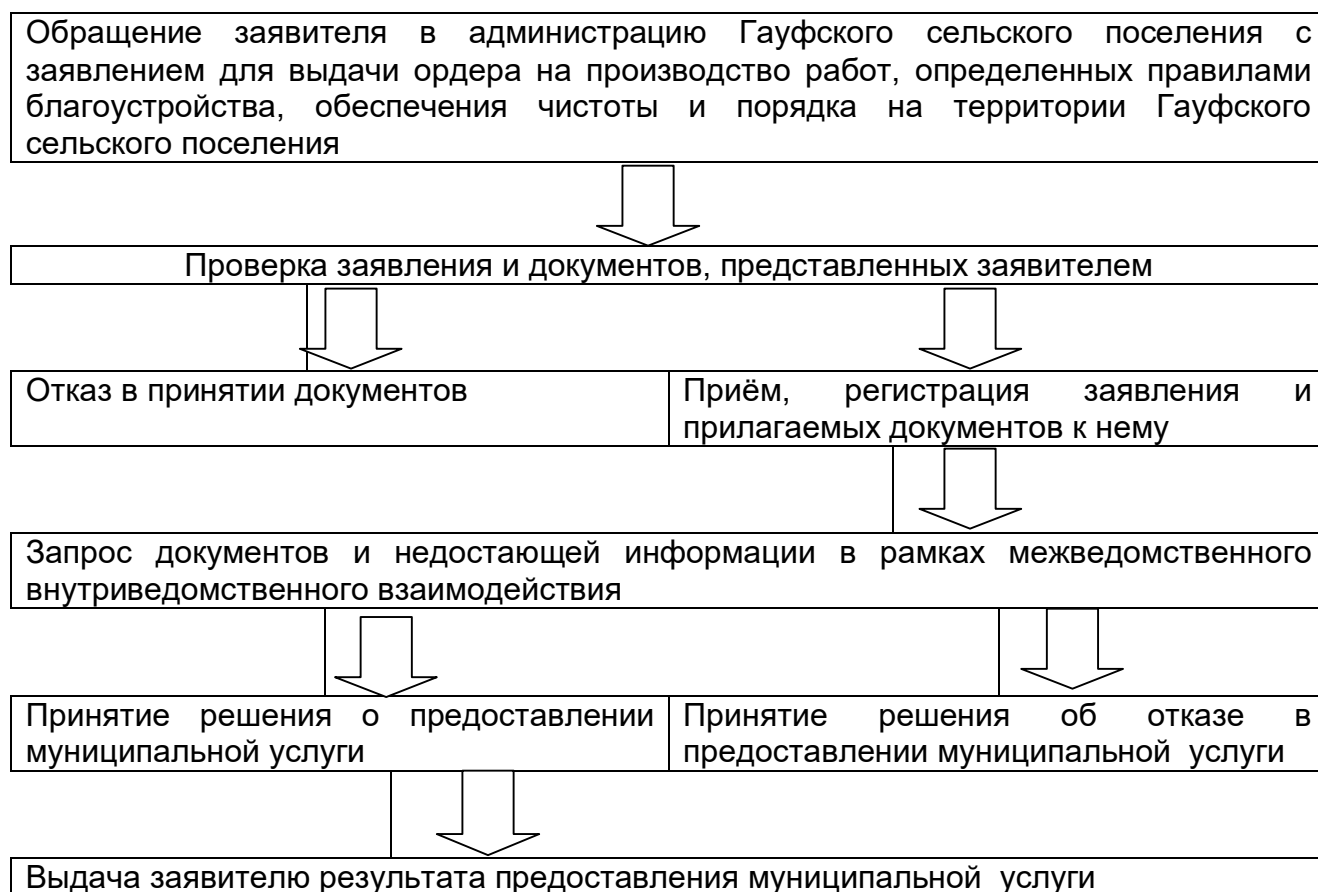 Обращение заявителя в администрацию Гауфского сельского поселения с
заявлением для выдачи ордера на производство работ, определенных правилами
благоустройства, обеспечения чистоты и порядка на территории Гауфского
сельского поселения
Проверка заявления и документов, представленных заявителем
Отказ в принятии документов
Приём, регистрация заявления и
прилагаемых документов к нему
Запрос документов и недостающей информации в рамках межведомственного
внутриведомственного взаимодействия
Принятие решения о предоставлении
муниципальной услуги
Принятие решения об отказе в
предоставлении муниципальной услуги
Выдача заявителю результата предоставления муниципальной услуги